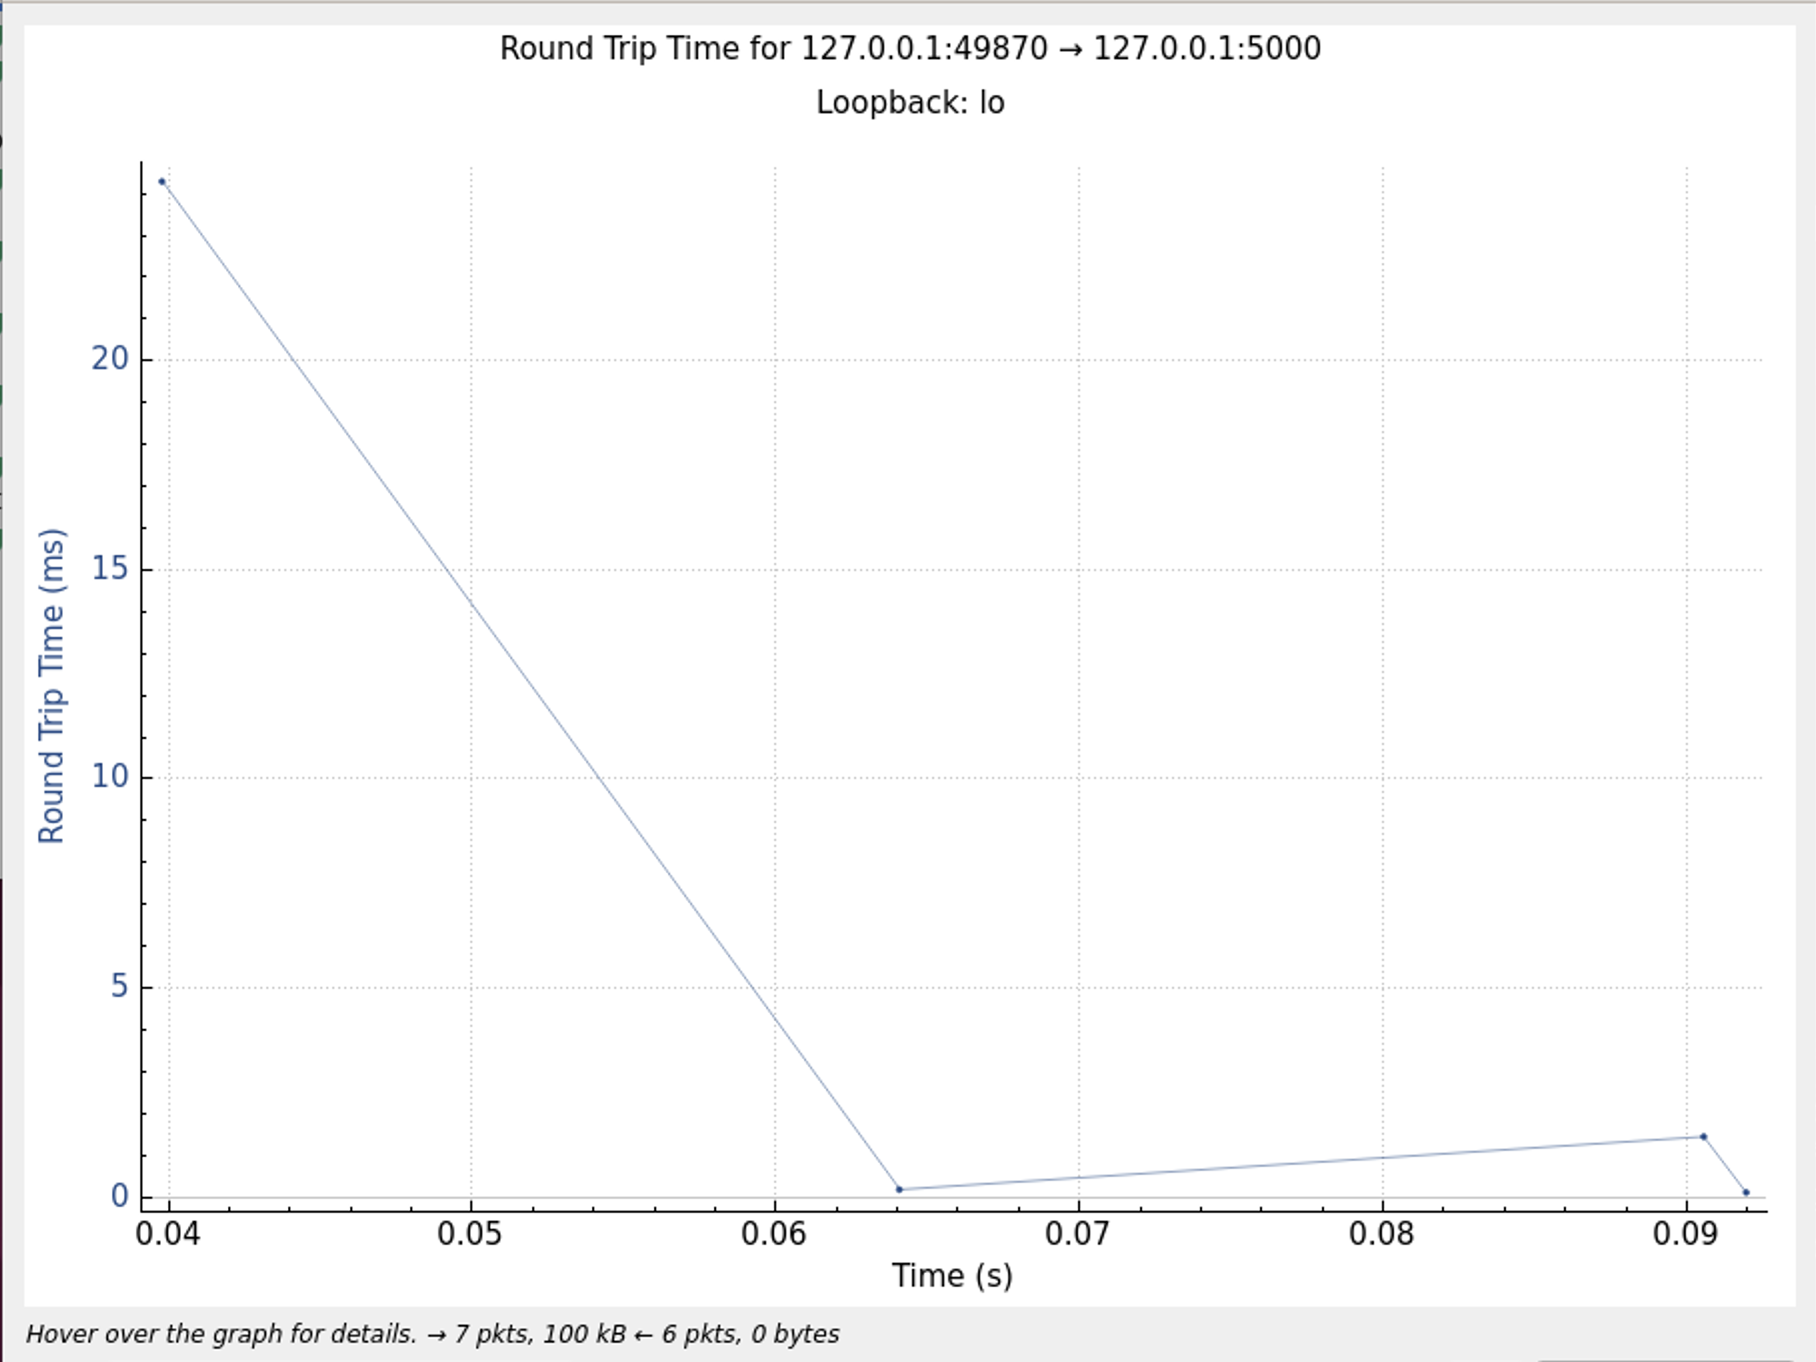 Round Trip Time for 127.0.0.1:49870 → 127.0.0.1:5000
Loopback: lo
Round Trip Time (ms)
20
15
10
5
0
0.04 0.05 0.06 0.07 0.08 0.09
Time (s)
Hover over the graph for details. → 7 pkts, 100 kB ← 6 pkts, 0 bytes